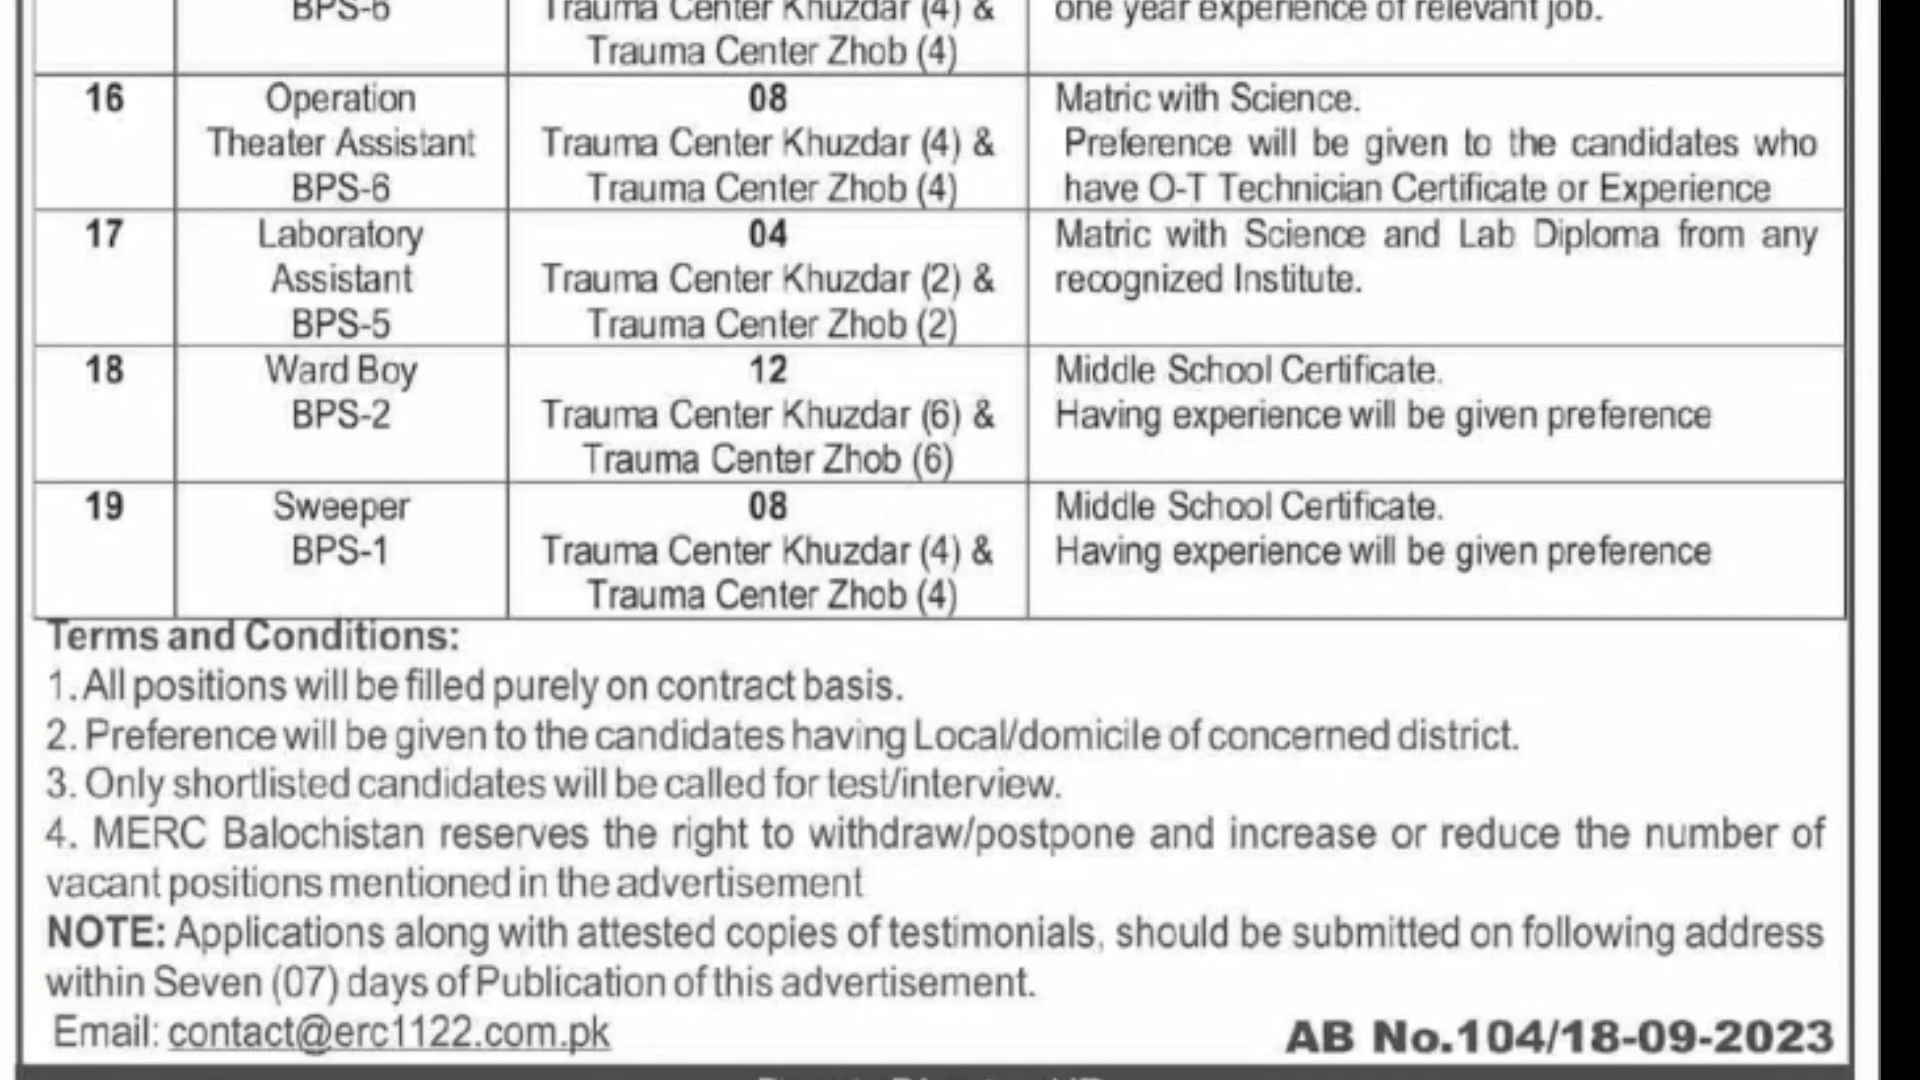 BPS-6
Trauma Center Khuzdar (4) &
Trauma Center Zhob (4)
one year experience of relevant job.
16
Operation
Theater Assistant
BPS-6
08
Trauma Center Khuzdar (4) &
Trauma Center Zhob (4)
Matric with Science.
Preference will be given to the candidates who
have O-T Technician Certificate or Experience
17
Laboratory
Assistant
BPS-5
04
Trauma Center Khuzdar (2) &
Trauma Center Zhob (2)
Matric with Science and Lab Diploma from any
recognized Institute.
18
Ward Boy
BPS-2
12
Trauma Center Khuzdar (6) &
Trauma Center Zhob (6)
Middle School Certificate.
Having experience will be given preference
19
Sweeper
BPS-1
08
Trauma Center Khuzdar (4) &
Trauma Center Zhob (4)
Middle School Certificate.
Having experience will be given preference
Terms and Conditions:
1. All positions will be filled purely on contract basis.
2. Preference will be given to the candidates having Local/domicile of concerned district.
3. Only shortlisted candidates will be called for test/interview.
4. MERC Balochistan reserves the right to withdraw/postpone and increase or reduce the number of
vacant positions mentioned in the advertisement
NOTE: Applications along with attested copies of testimonials, should be submitted on following address
within Seven (07) days of Publication of this advertisement.
Email: contact@erc1122.com.pk
AB No.104/18-09-2023